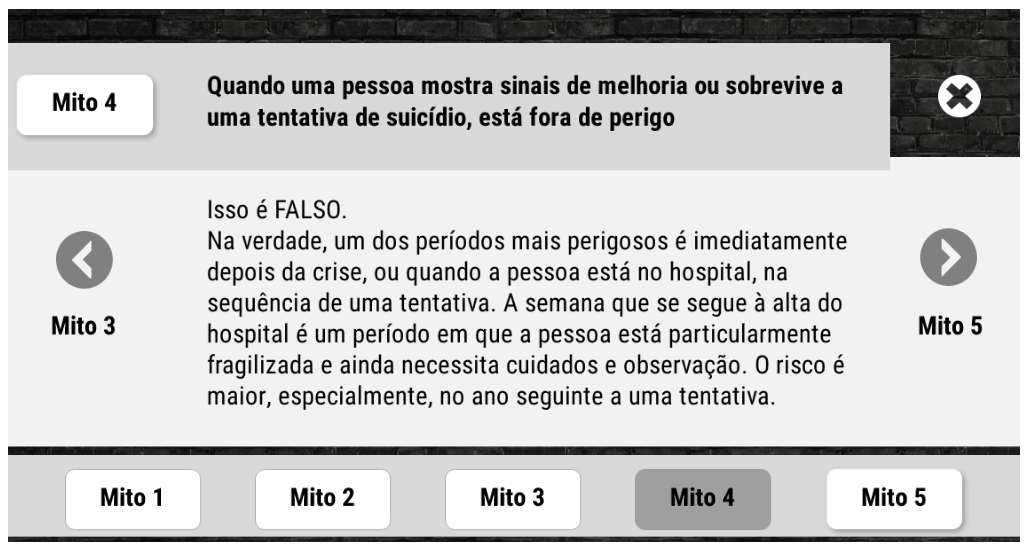 Mito 4
Quando uma pessoa mostra sinais de melhoria ou sobrevive a
uma tentativa de suicídio, está fora de perigo
Isso é FALSO.
Na verdade, um dos períodos mais perigosos é imediatamente
depois da crise, ou quando a pessoa está no hospital, na
sequência de uma tentativa. A semana que se segue à alta do
hospital é um período em que a pessoa está particularmente
fragilizada e ainda necessita cuidados e observação. O risco é
maior, especialmente, no ano seguinte a uma tentativa.
Mito 3
Mito 5
Mito 1
Mito 2
Mito 3
Mito 4
Mito 5